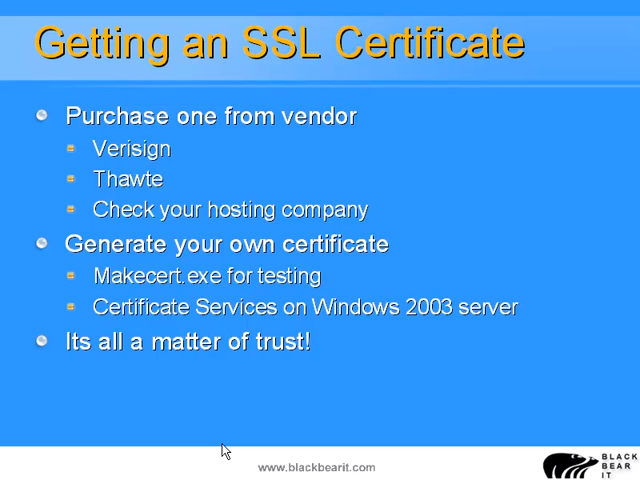 Getting an SSL Certificate
Purchase one from vendor
Verisign
Thawte
Check your hosting company
Generate your own certificate
Makecert.exe for testing
Certificate Services on Windows 2003 server
Its all a matter of trust!
www.blackbearit.com
BLACK
BEAR
IT